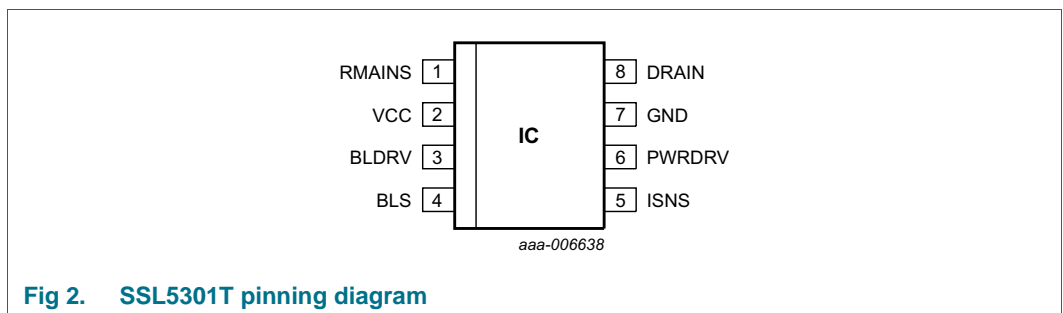 RMAINS 1
8 DRAIN
VCC 2
7 GND
IC
BLDRV 3
6 PWRDRV
BLS 4
5 ISNS
aaa-006638
Fig 2. SSL5301T pinning diagram